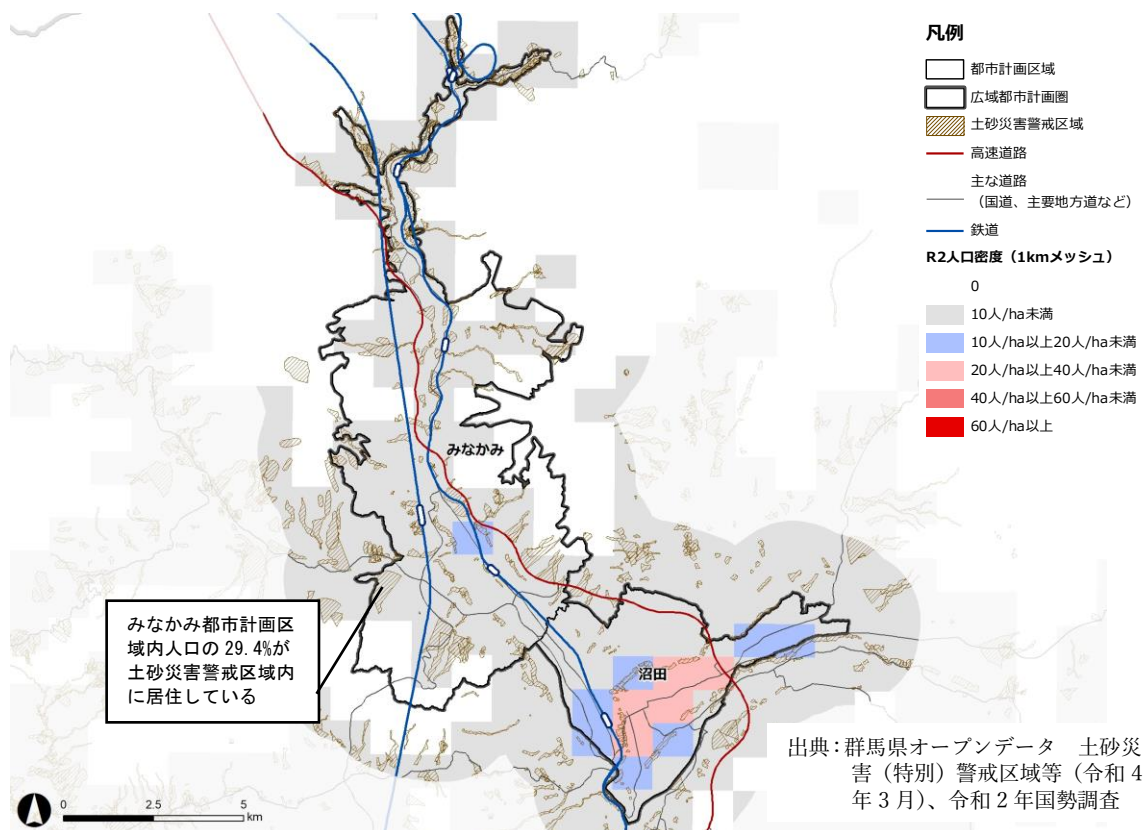 凡例
都市計画区域
広域都市計画圏
土砂災害警戒区域
高速道路
主な道路
（国道、主要地方道など）
鉄道
R2人口密度（1kmメッシュ）
0
10人/ha未満
10人/ha以上20人/ha未満
20人/ha以上40人/ha未満
40人/ha以上60人/ha未満
60人/ha以上
みなかみ
みなかみ都市計画区
域内人口の 29.4%が
土砂災害警戒区域内
に居住している
沼田
出典：群馬県オープンデータ　土砂災
害（特別）警戒区域等（令和 4
年 3 月）、令和 2 年国勢調査
0 2.5 5
km